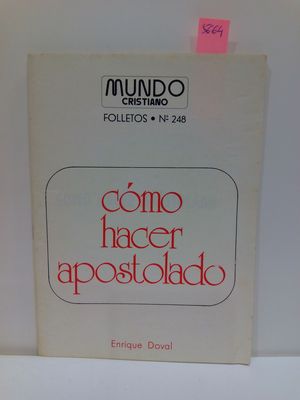 5664
MUNDO
CRISTIANO
FOLLETOS • Nº 248
cómo
hacer
apostolado
Enrique Doval